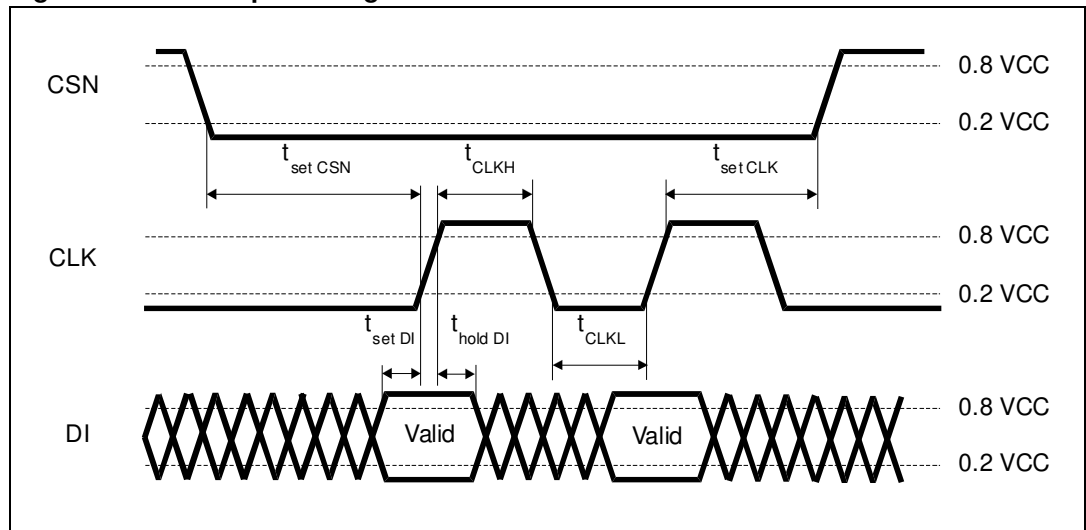 CSN
0.8 VCC
0.2 VCC
t set CSN
t CLKH
t set CLK
CLK
0.8 VCC
0.2 VCC
t set DI
t hold DI
t CLKL
DI
Valid
Valid
0.8 VCC
0.2 VCC